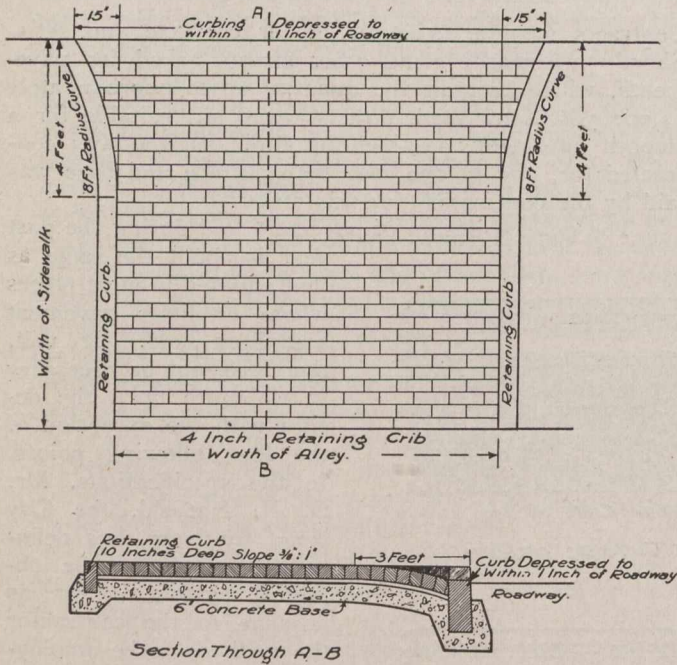 15"
A
Curbing
within
Depressed to
1 Inch of Roadway
15"
4 Feet
8 Ft Radius Curve
8 Ft Radius Curve
4 Feet
Width of Sidewalk
Retaining Curb.
Retaining Curb
4 Inch Retaining Crib
Width of Alley.
B
Retaining Curb
10 Inches Deep Slope 3/8": 1"
3 Feet
Curb Depressed to
Within 1 Inch of Roadway
Roadway.
6" Concrete Base
Section Through A-B